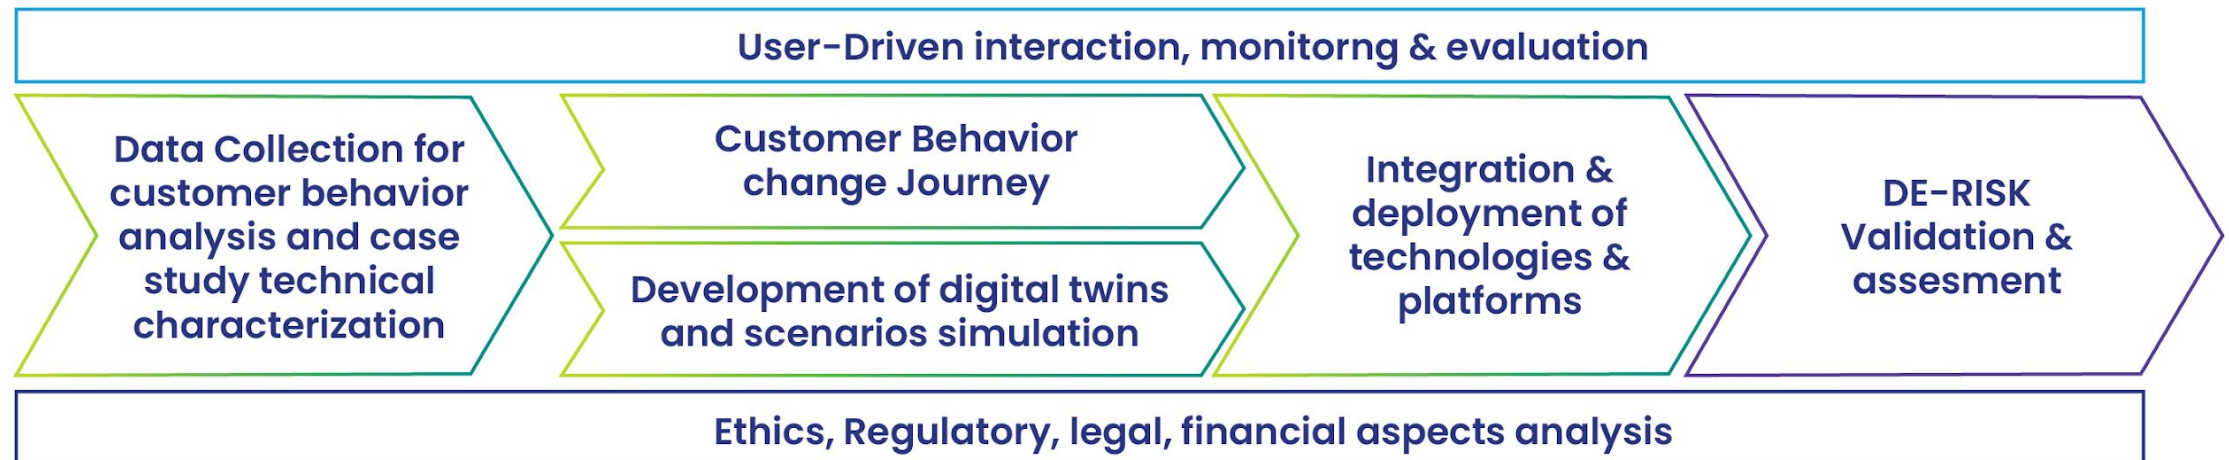 User-Driven interaction, monitorng & evaluation
Data Collection for
customer behavior
analysis and case
study technical
characterization
Customer Behavior
change Journey
Development of digital twins
and scenarios simulation
Integration &
deployment of
technologies &
platforms
DE-RISK
Validation &
assesment
Ethics, Regulatory, legal, financial aspects analysis